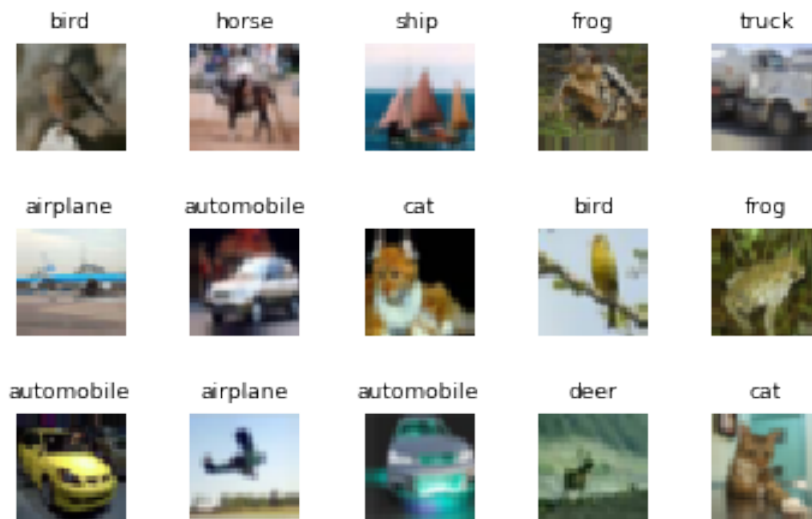 bird horse ship frog truck
airplane automobile cat bird frog
automobile airplane automobile deer cat